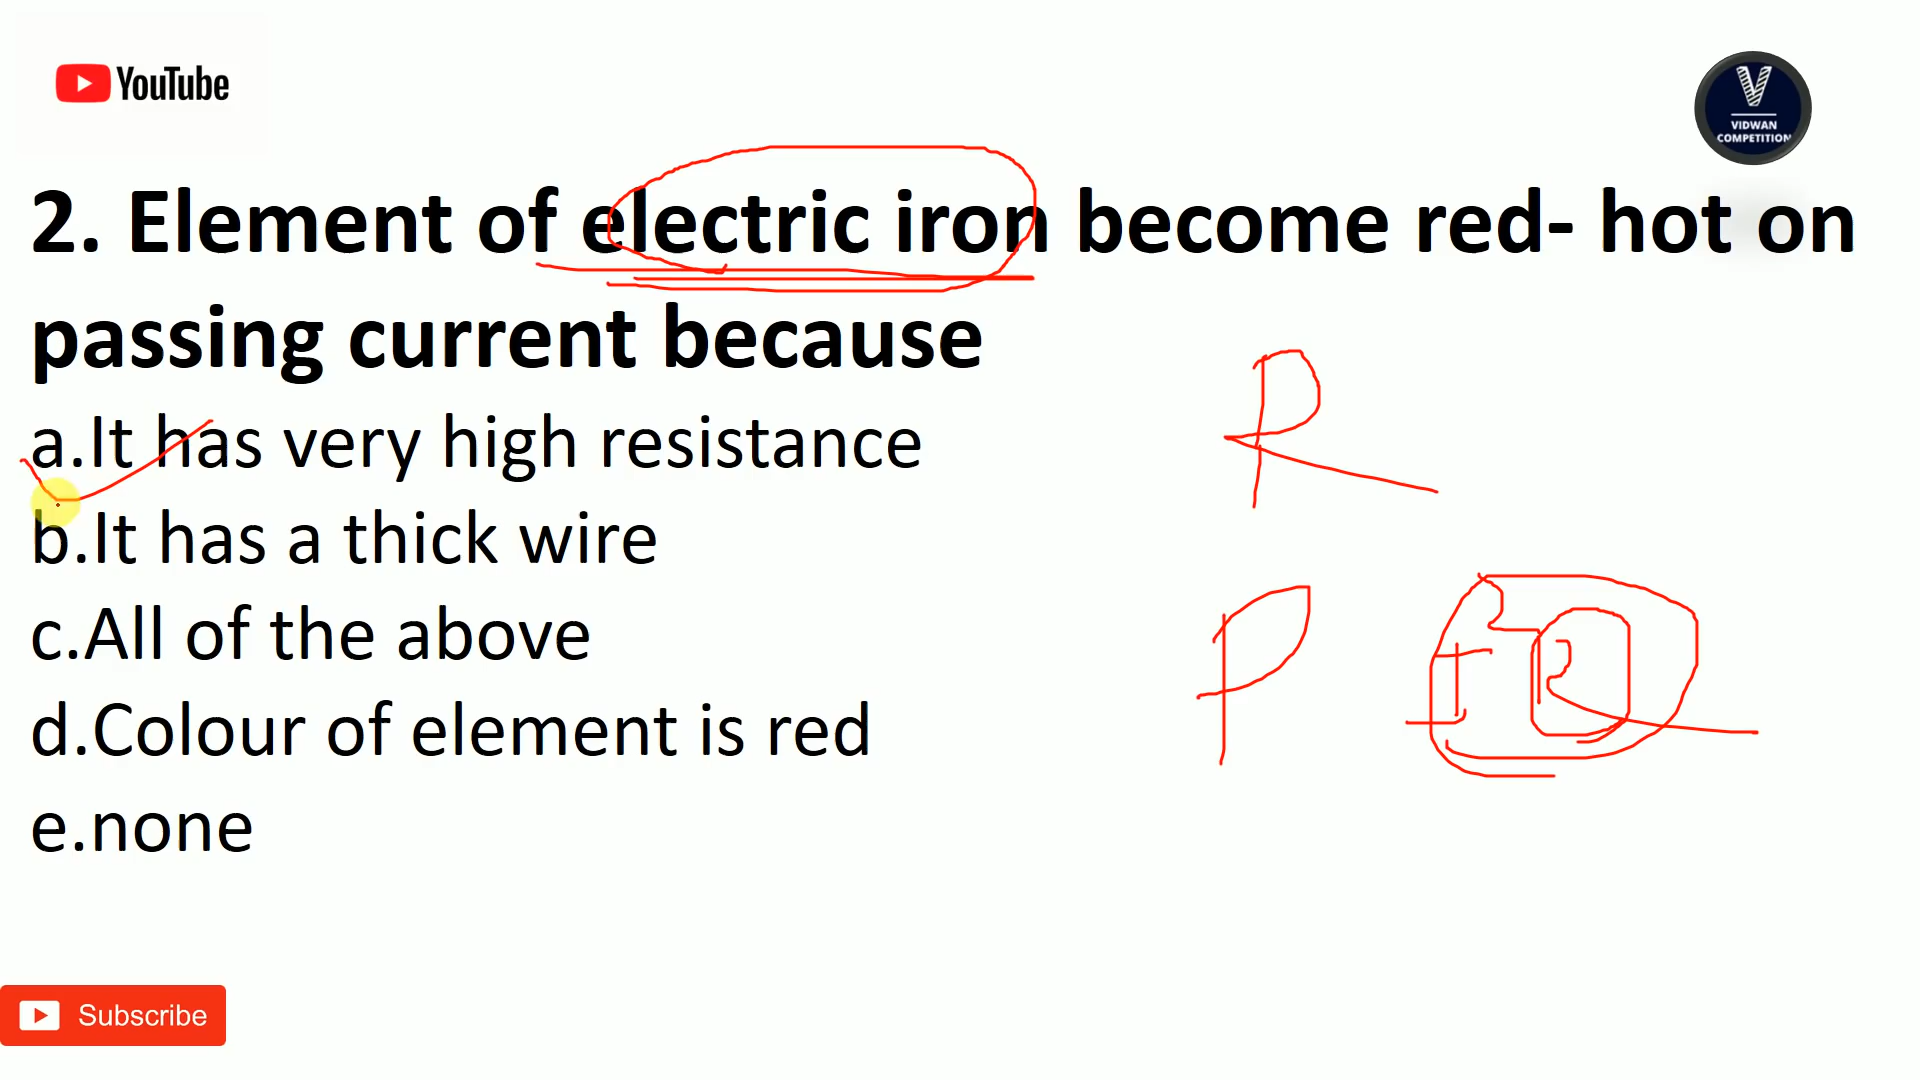 YouTube
VIDWAN
COMPETITION
2. Element of electric iron become red- hot on
passing current because
a.It has very high resistance
R
b.It has a thick wire
c.All of the above
P I²R
d.Colour of element is red
e.none
Subscribe